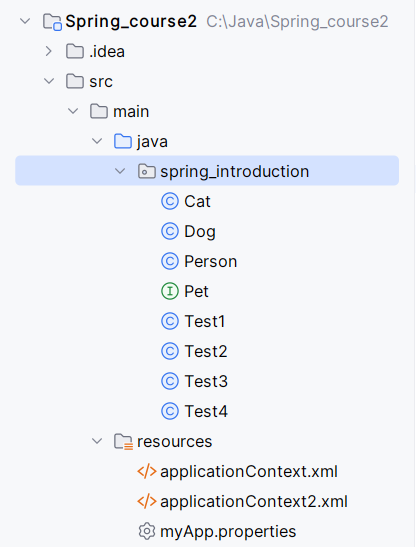 Spring_course2 C:\Java\Spring_course2
.idea
src
main
java
spring_introduction
C Cat
C Dog
C Person
I Pet
C Test1
C Test2
C Test3
C Test4
resources
</> applicationContext.xml
</> applicationContext2.xml
myApp.properties